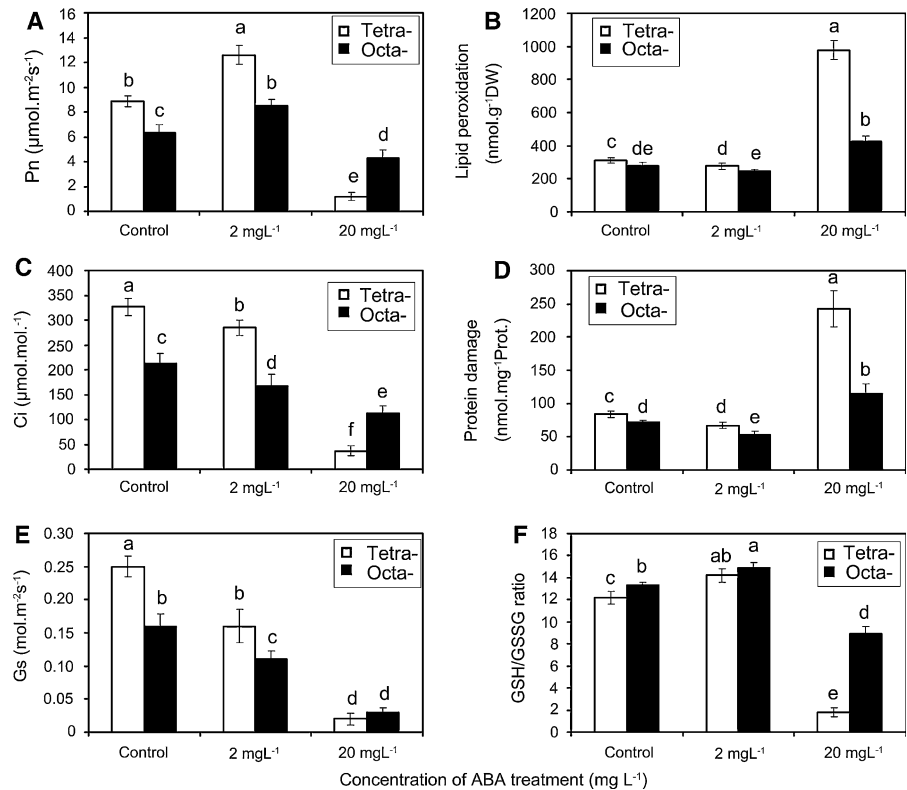 A
Pn (μmol.m⁻²s⁻¹)
16
14
12
10
8
6
4
2
0
Tetra-
Octa-
b
c
a
b
e
d
Control
2 mgL⁻¹
20 mgL⁻¹
B
Lipid peroxidation
(nmol.g⁻¹DW)
1200
1000
800
600
400
200
0
Tetra-
Octa-
c
de
d
e
a
b
Control
2 mgL⁻¹
20 mgL⁻¹
C
Ci (μmol.mol.⁻¹)
400
350
300
250
200
150
100
50
0
Tetra-
Octa-
a
c
b
d
f
e
Control
2 mgL⁻¹
20 mgL⁻¹
D
Protein damage
(nmol.mg⁻¹Prot.)
300
250
200
150
100
50
0
Tetra-
Octa-
c
d
d
e
a
b
Control
2 mgL⁻¹
20 mgL⁻¹
E
Gs (mol.m⁻²s⁻¹)
0.30
0.25
0.20
0.15
0.10
0.05
0
Tetra-
Octa-
a
b
b
c
d
d
Control
2 mgL⁻¹
20 mgL⁻¹
F
GSH/GSSG ratio
18
16
14
12
10
8
6
4
2
0
Tetra-
Octa-
c
b
ab
a
e
d
Control
2 mgL⁻¹
20 mgL⁻¹
Concentration of ABA treatment (mg L⁻¹)